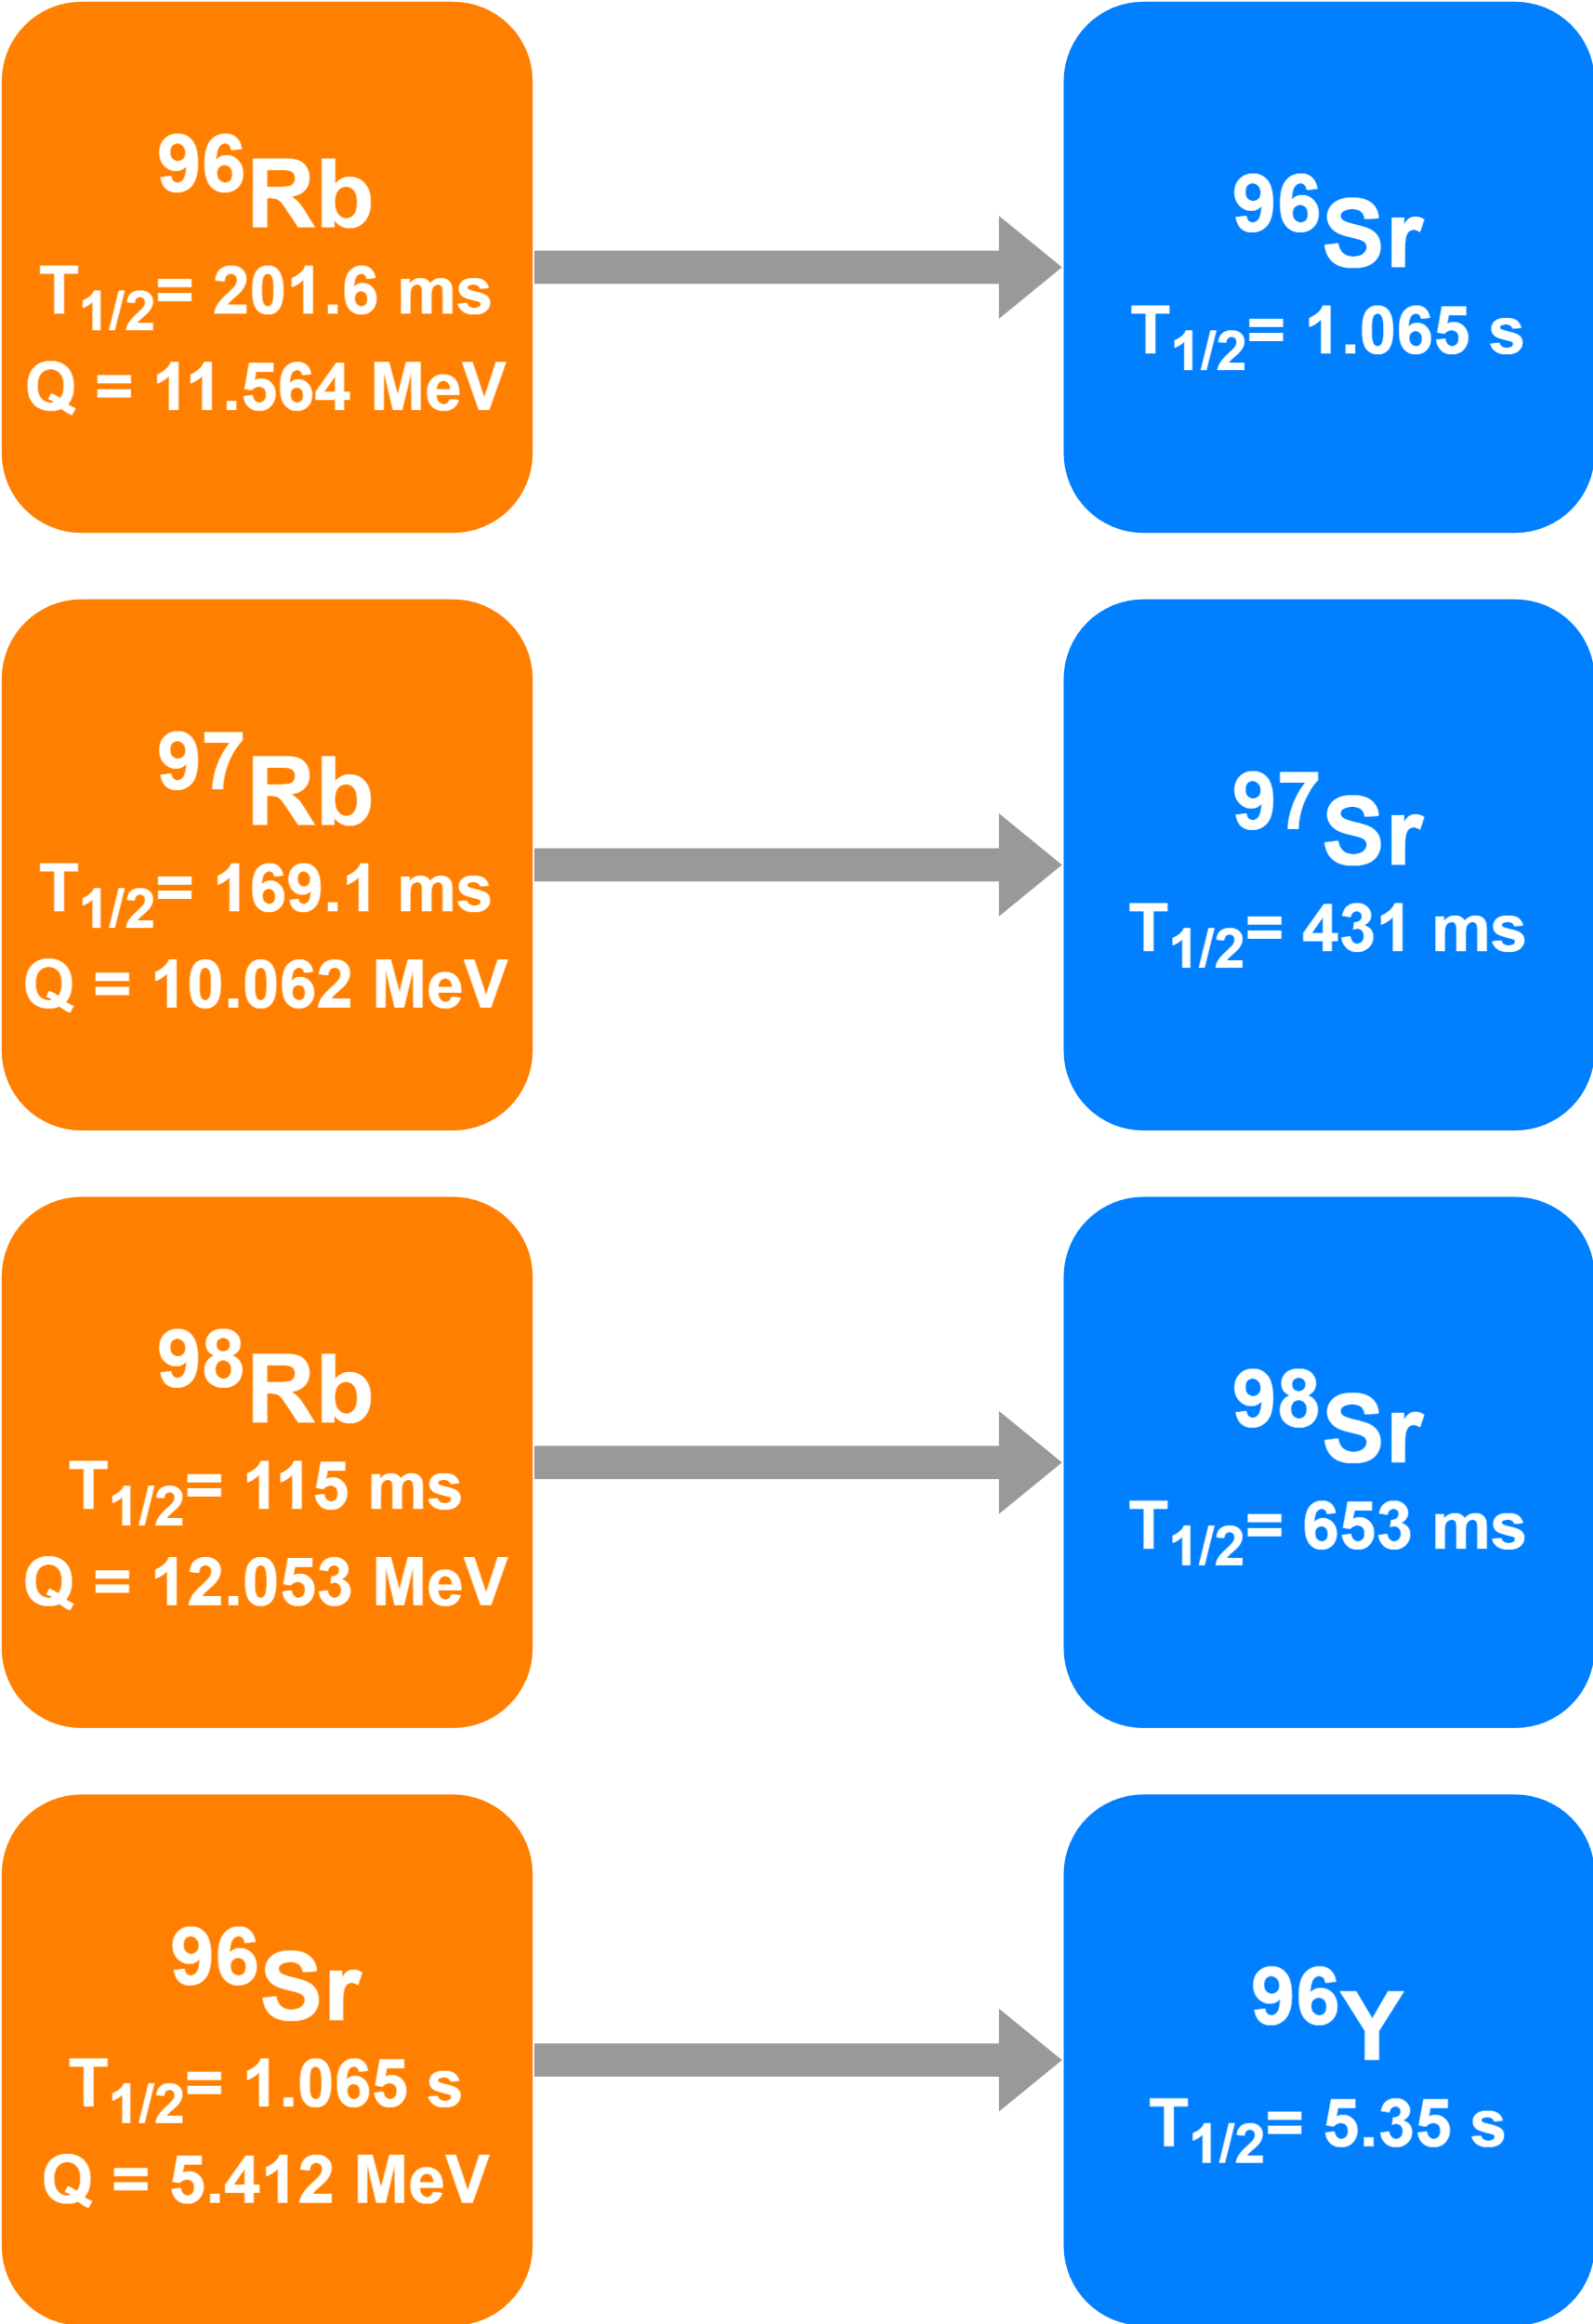 ⁹⁶Rb
T₁/₂= 201.6 ms
Q = 11.564 MeV
⁹⁶Sr
T₁/₂= 1.065 s
⁹⁷Rb
T₁/₂= 169.1 ms
Q = 10.062 MeV
⁹⁷Sr
T₁/₂= 431 ms
⁹⁸Rb
T₁/₂= 115 ms
Q = 12.053 MeV
⁹⁸Sr
T₁/₂= 653 ms
⁹⁶Sr
T₁/₂= 1.065 s
Q = 5.412 MeV
⁹⁶Y
T₁/₂= 5.35 s